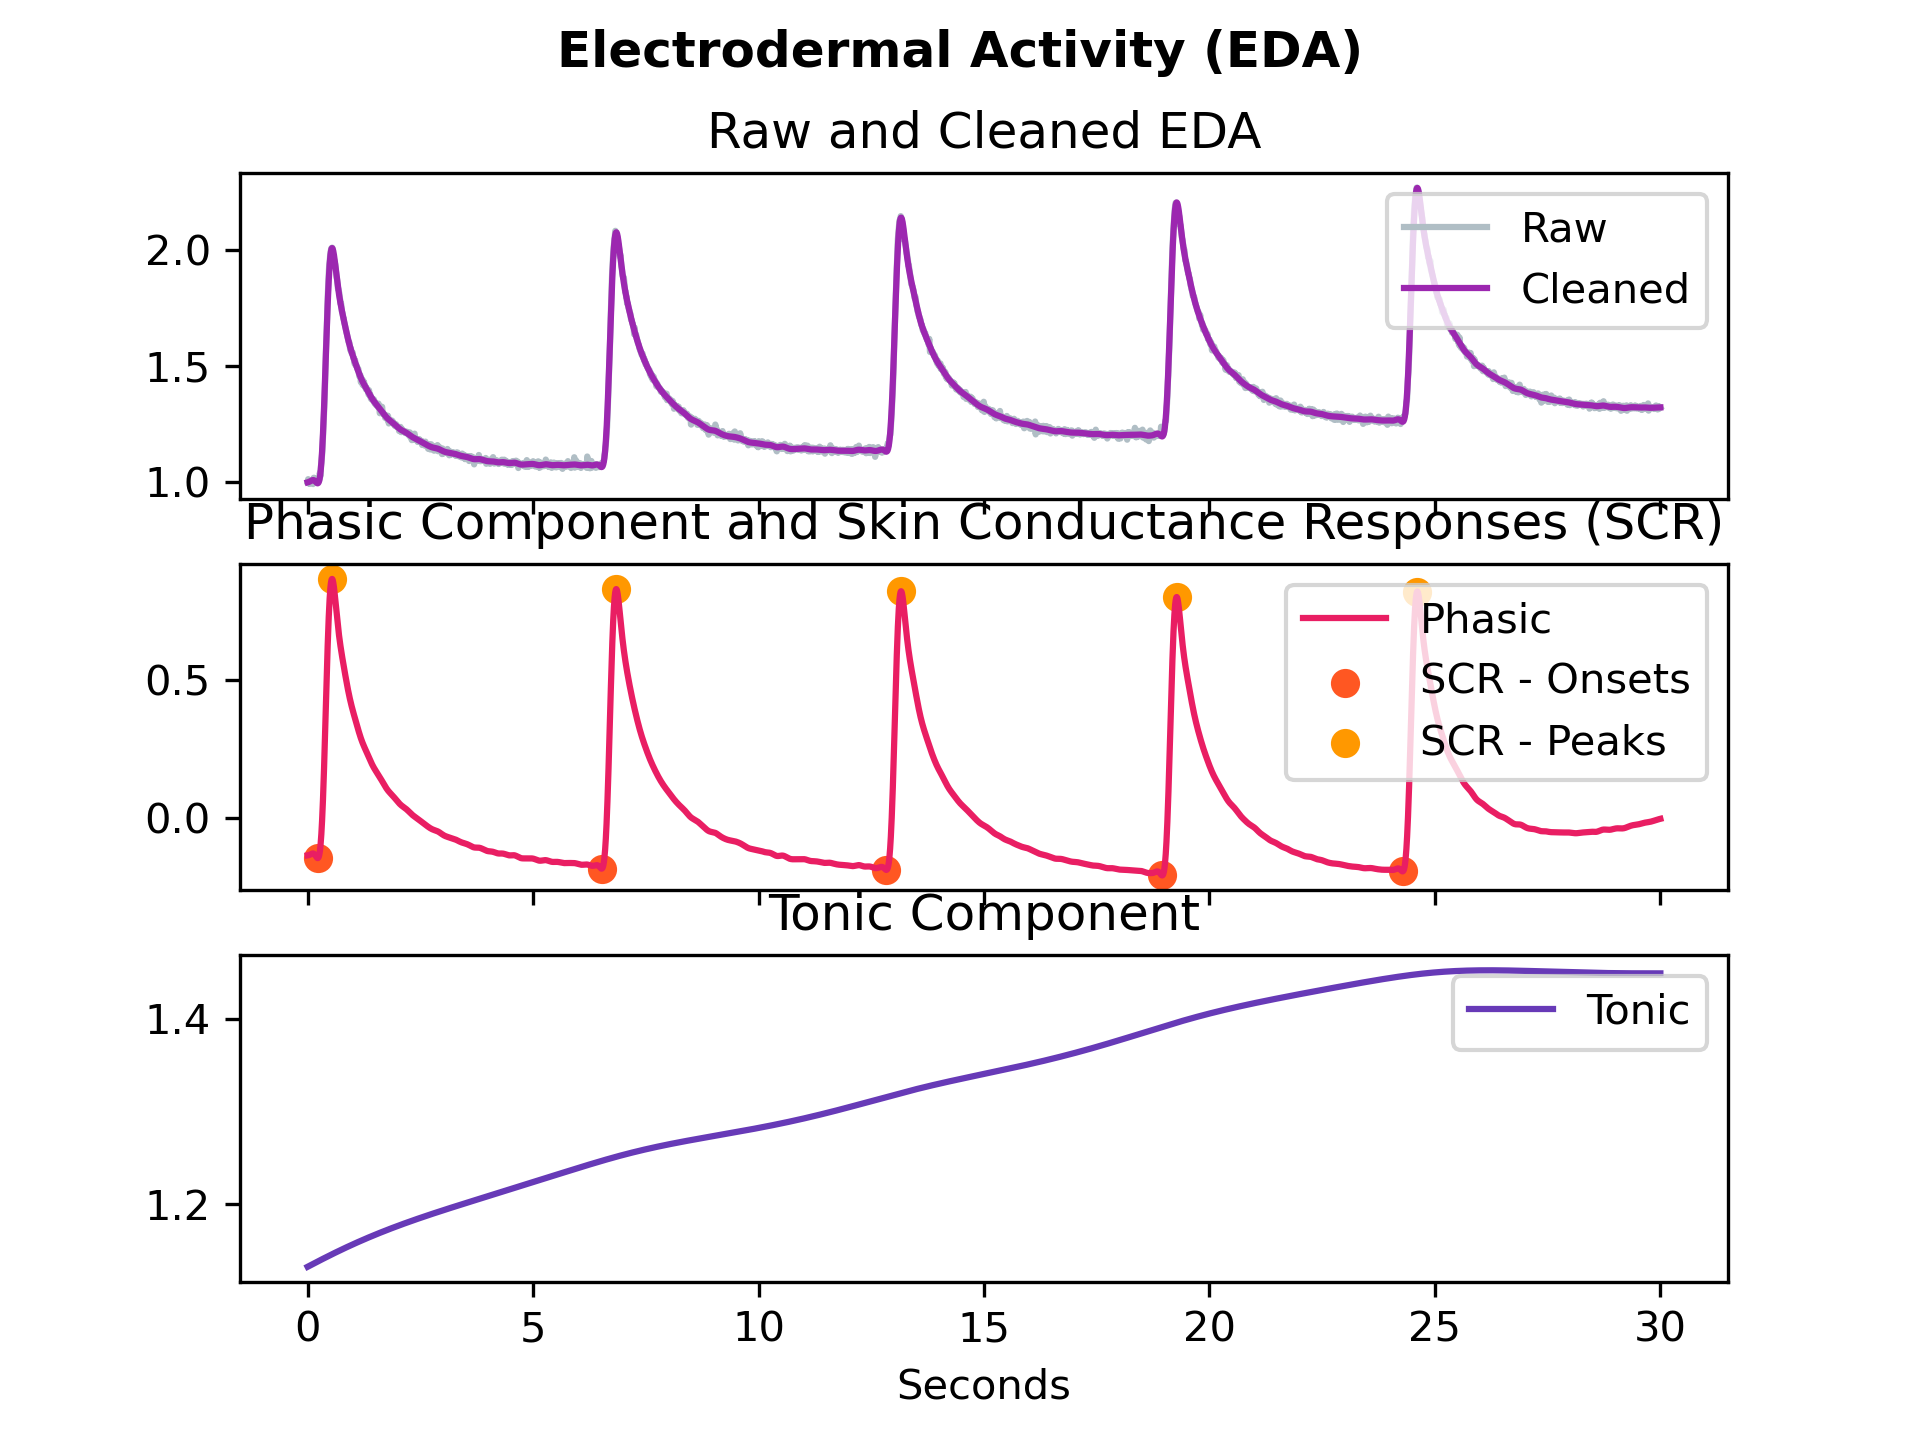 Electrodermal Activity (EDA)
Raw and Cleaned EDA
2.0
1.5
1.0
Raw
Cleaned
Phasic Component and Skin Conductance Responses (SCR)
0.5
0.0
Phasic
SCR - Onsets
SCR - Peaks
Tonic Component
1.4
1.2
Tonic
0 5 10 15 20 25 30
Seconds